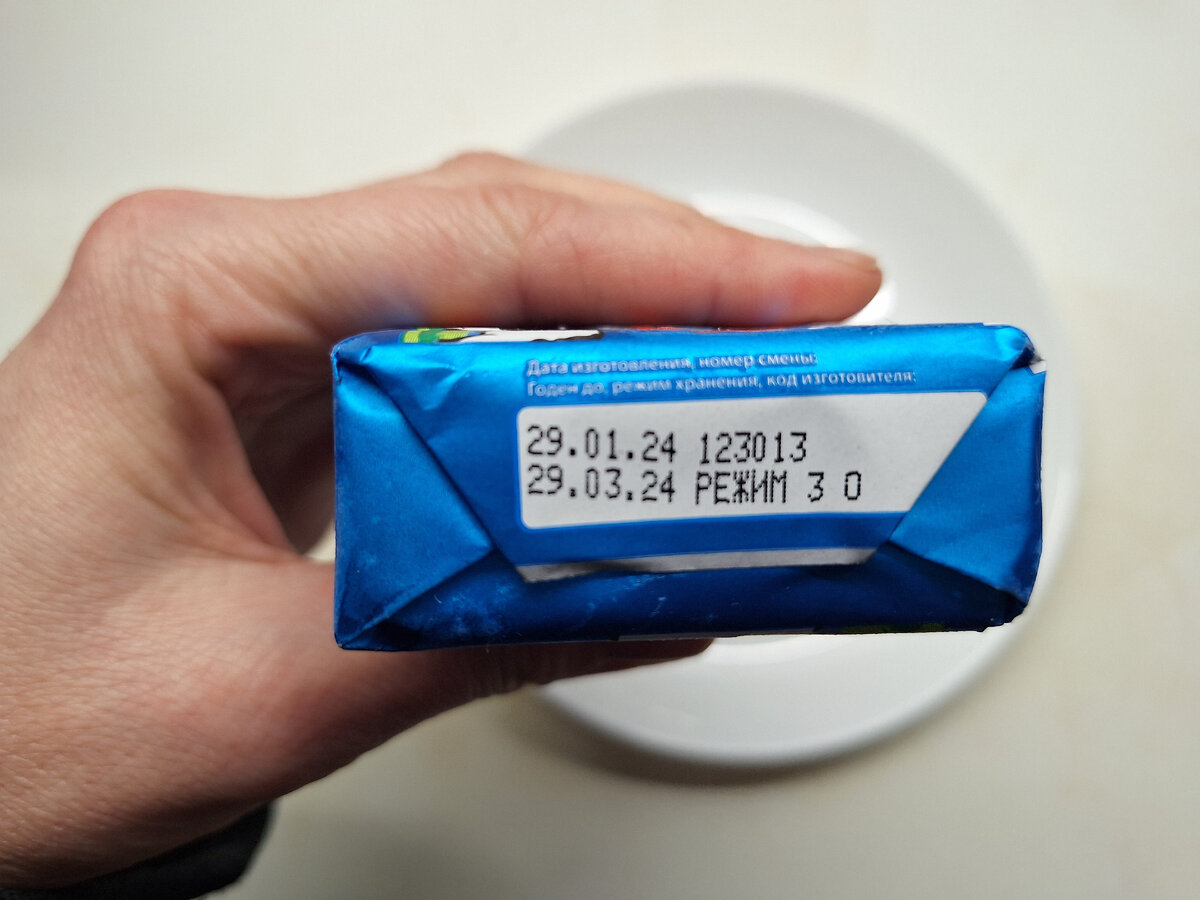 Дата изготовления, номер смены:
Годен до, режим хранения, код изготовителя:
29.01.24 123013
29.03.24 РЕЖИМ 3 О